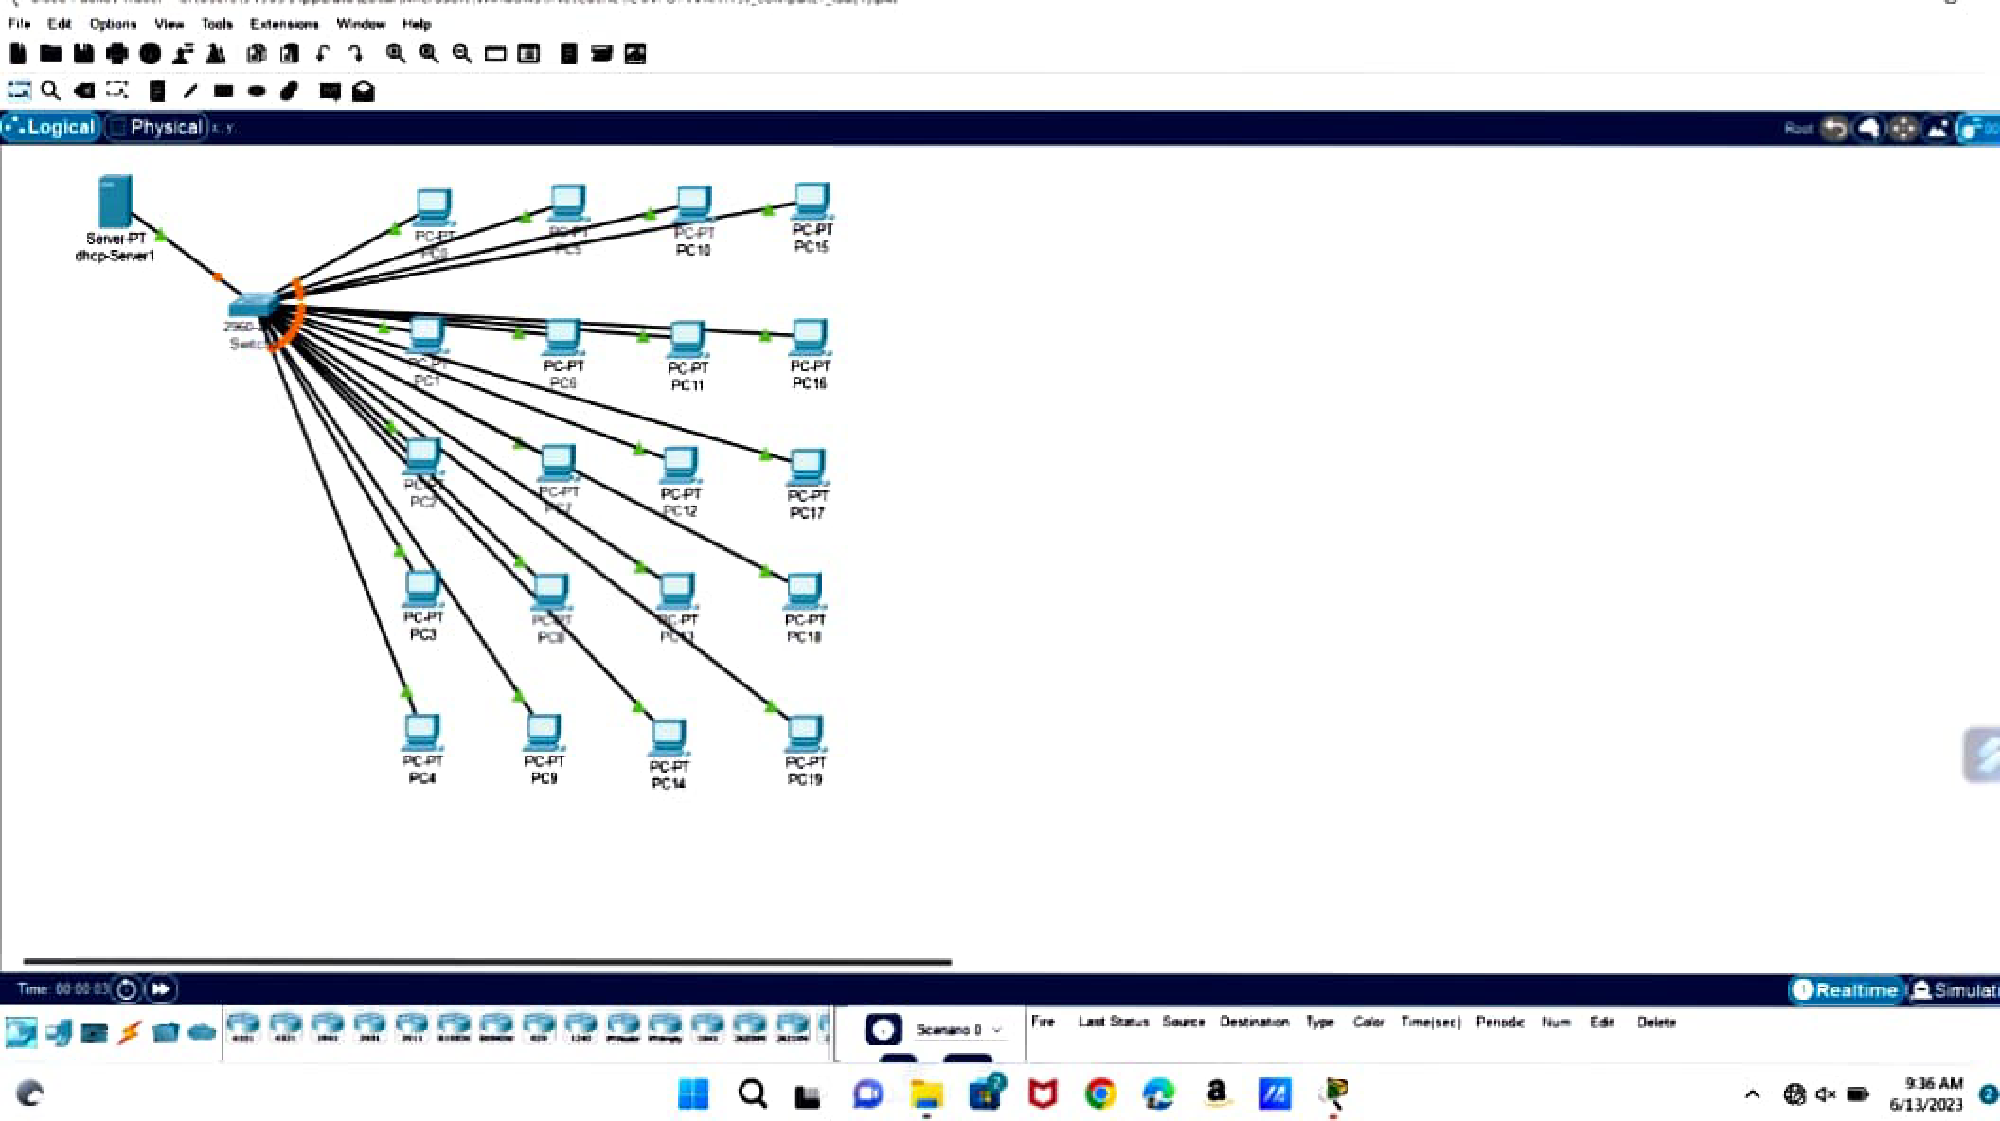 File Edit Options View Tools Extensions Window Help
Logical Physical x: y:
Root
Server-PT
dhcp-Server1
PC-PT
PC-PT
PC5
PC-PT
PC10
PC-PT
PC15
PC-PT
PC1
PC-PT
PC6
PC-PT
PC11
PC-PT
PC16
PC-PT
PC2
PC-PT
PC7
PC-PT
PC12
PC-PT
PC17
PC-PT
PC3
PC-PT
PC-PT
PC13
PC-PT
PC18
PC-PT
PC4
PC-PT
PC9
PC-PT
PC14
PC-PT
PC19
Time: 00:00:03
Realtime Simulati
Scenario 0
Fire Last Status Source Destination Type Color Time(sec) Periodic Num Edit Delete
9:36 AM
6/13/2023